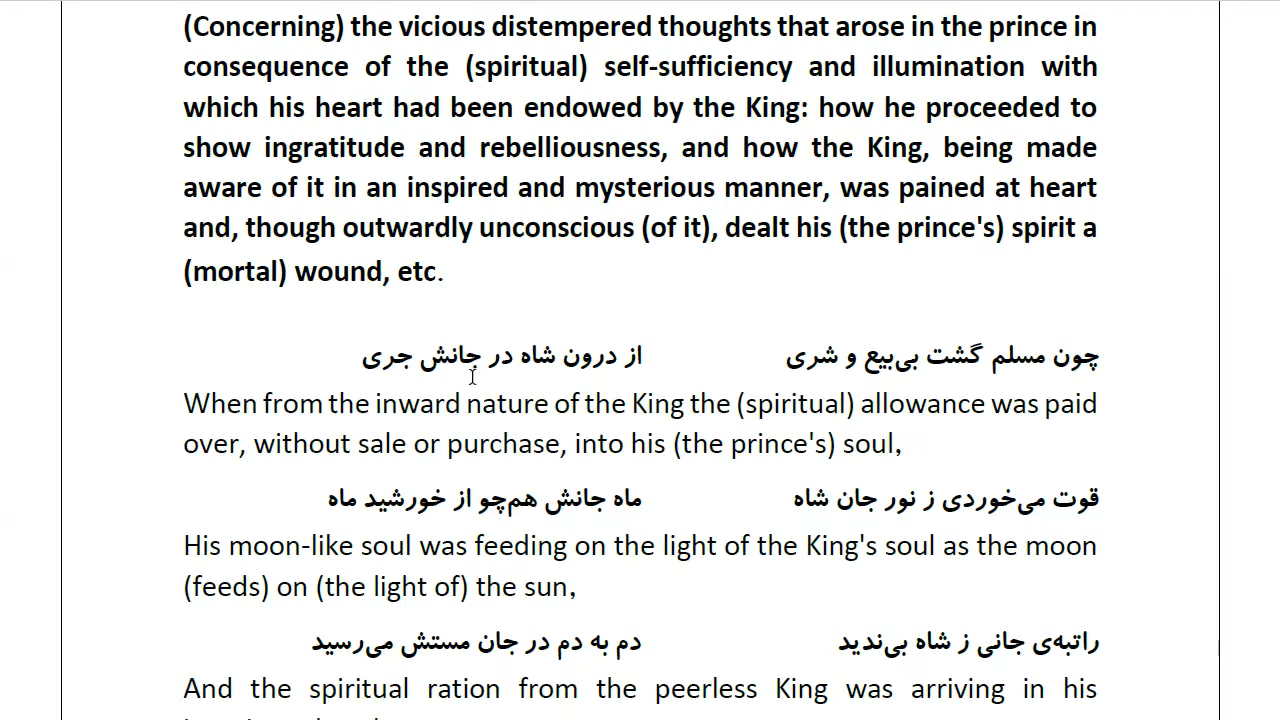 (Concerning) the vicious distempered thoughts that arose in the prince in
consequence of the (spiritual) self-sufficiency and illumination with
which his heart had been endowed by the King: how he proceeded to
show ingratitude and rebelliousness, and how the King, being made
aware of it in an inspired and mysterious manner, was pained at heart
and, though outwardly unconscious (of it), dealt his (the prince's) spirit a
(mortal) wound, etc.
چون مسلم گشت بی‌بیع و شری از درون شاه در جانش جری
When from the inward nature of the King the (spiritual) allowance was paid
over, without sale or purchase, into his (the prince's) soul,
قوت می‌خوردی ز نور جان شاه ماه جانش هم‌چو از خورشید ماه
His moon-like soul was feeding on the light of the King's soul as the moon
(feeds) on (the light of) the sun,
راتبه‌ی جانی ز شاه بی‌ندید دم به دم در جان مستش می‌رسید
And the spiritual ration from the peerless King was arriving in his